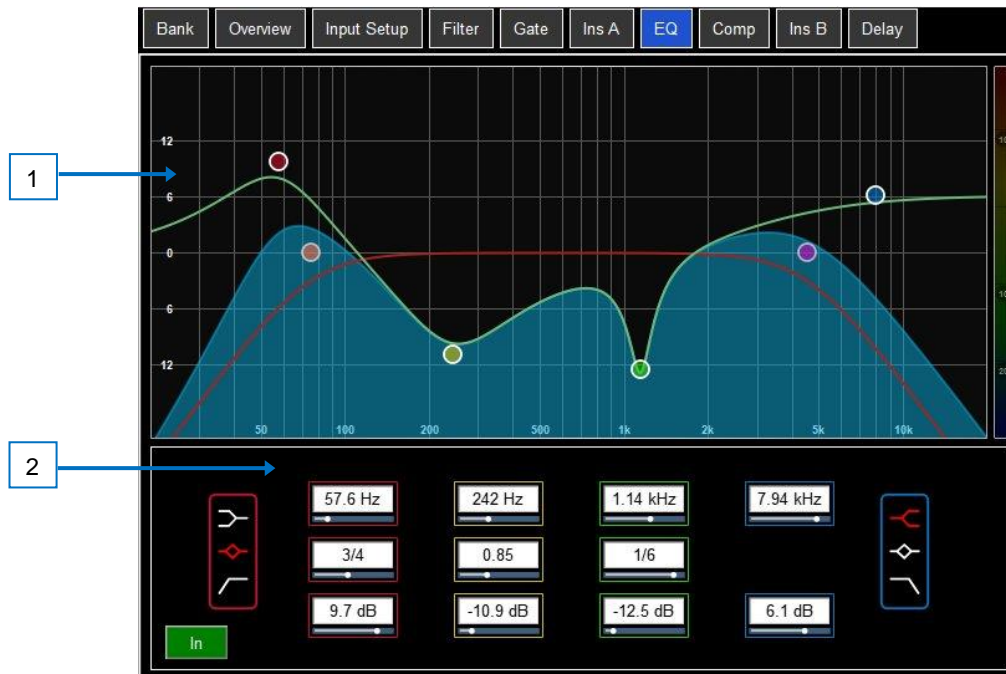 Bank Overview Input Setup Filter Gate Ins A EQ Comp Ins B Delay
12
1
6
0
6
12
50 100 200 500 1k 2k 5k 10k
2
57.6 Hz 242 Hz 1.14 kHz 7.94 kHz
3/4 0.85 1/6
9.7 dB -10.9 dB -12.5 dB 6.1 dB
In